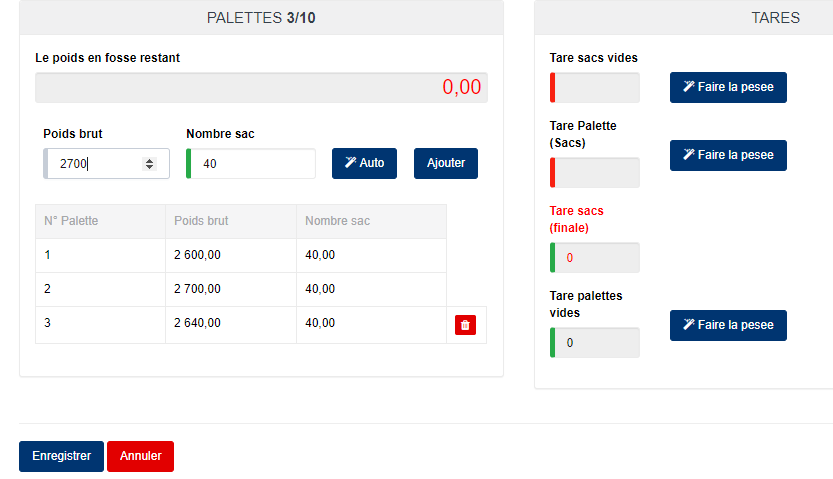 PALETTES 3/10
Le poids en fosse restant
0,00
Poids brut
Nombre sac
2700
40
Auto
Ajouter
N° Palette
Poids brut
Nombre sac
1
2 600,00
40,00
2
2 700,00
40,00
3
2 640,00
40,00
TARES
Tare sacs vides
Faire la pesee
Tare Palette
(Sacs)
Faire la pesee
Tare sacs
(finale)
0
Tare palettes
vides
Faire la pesee
0
Enregistrer
Annuler